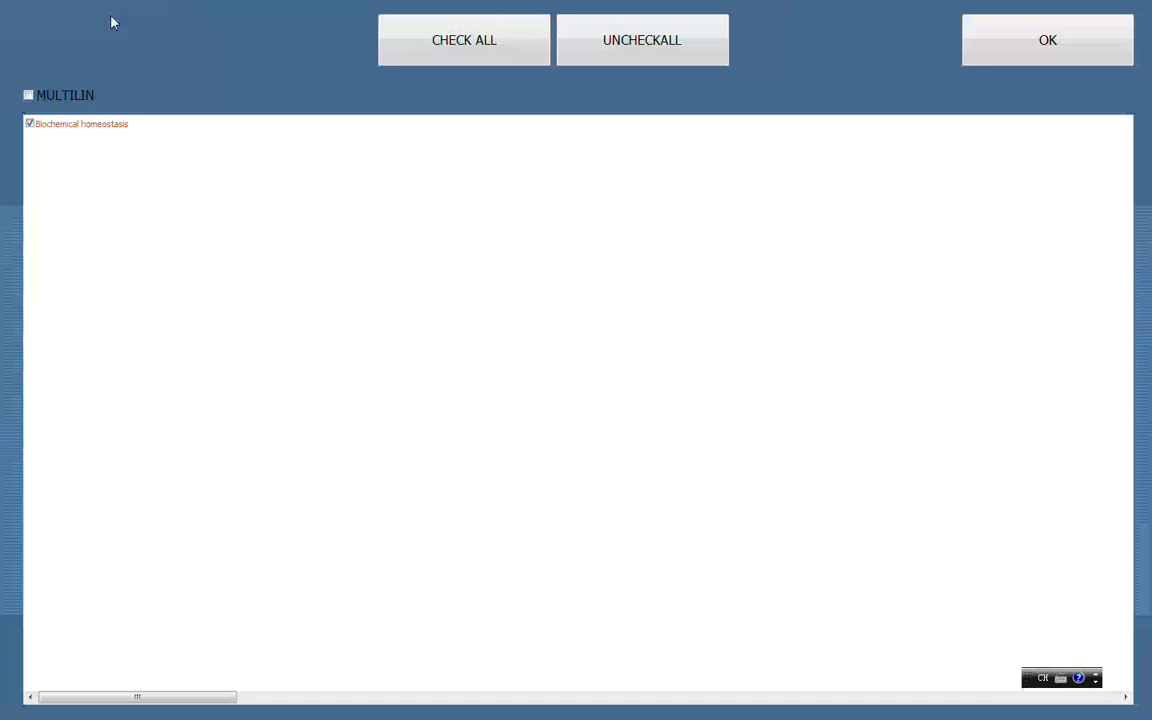 CHECK ALL
UNCHECKALL
OK
MULTILIN
Biochemical homeostasis
CH
?